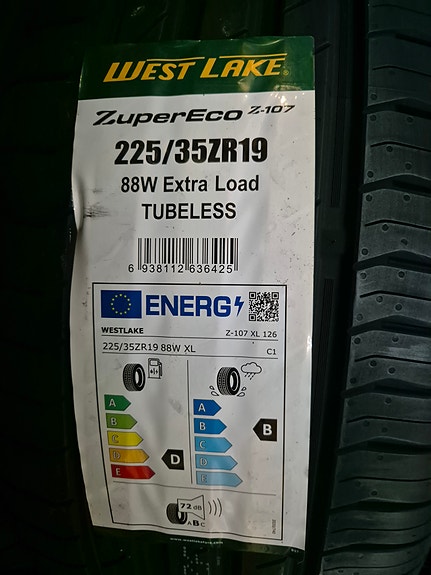 WEST LAKE
ZuperEco Z-107
225/35ZR19
88W Extra Load
TUBELESS
6 938112 636425
ENERG
WESTLAKE Z-107 XL 126
225/35ZR19 88W XL C1
A A
B B B
C C
D D D
E E
72 dB
A B C